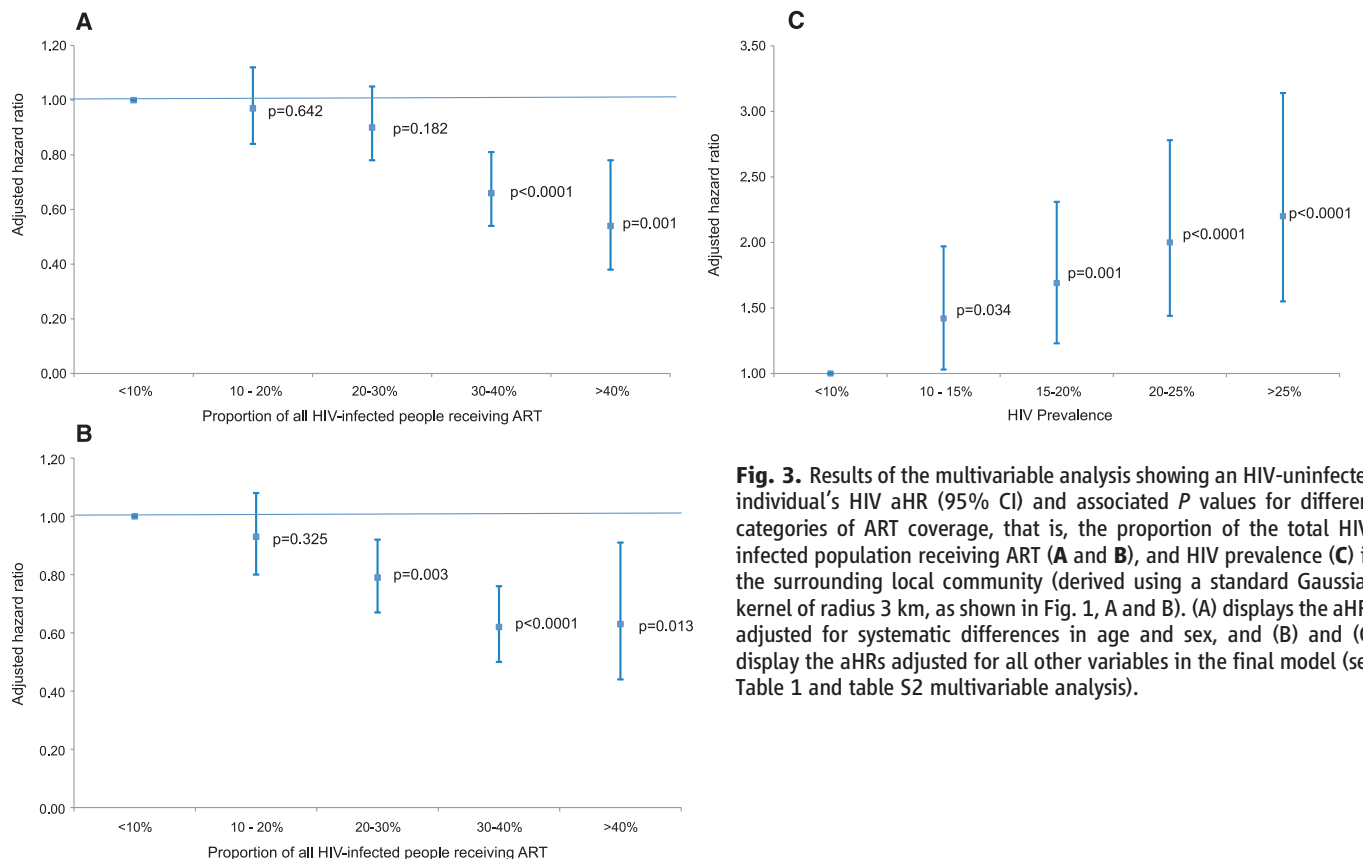 A
1.20
1.00
0.80
0.60
0.40
0.20
0.00
Adjusted hazard ratio
p=0.642
p=0.182
p<0.0001
p=0.001
<10%
10 - 20%
20-30%
30-40%
>40%
Proportion of all HIV-infected people receiving ART
B
1.20
1.00
0.80
0.60
0.40
0.20
0.00
Adjusted hazard ratio
p=0.325
p=0.003
p<0.0001
p=0.013
<10%
10 - 20%
20-30%
30-40%
>40%
Proportion of all HIV-infected people receiving ART
C
3.50
3.00
2.50
2.00
1.50
1.00
Adjusted hazard ratio
p=0.034
p=0.001
p<0.0001
p<0.0001
<10%
10 - 15%
15-20%
20-25%
>25%
HIV Prevalence
Fig. 3. Results of the multivariable analysis showing an HIV-uninfecte
individual's HIV aHR (95% CI) and associated P values for differen
categories of ART coverage, that is, the proportion of the total HIV
infected population receiving ART (A and B), and HIV prevalence (C) i
the surrounding local community (derived using a standard Gaussia
kernel of radius 3 km, as shown in Fig. 1, A and B). (A) displays the aHR
adjusted for systematic differences in age and sex, and (B) and (C
display the aHRs adjusted for all other variables in the final model (se
Table 1 and table S2 multivariable analysis).